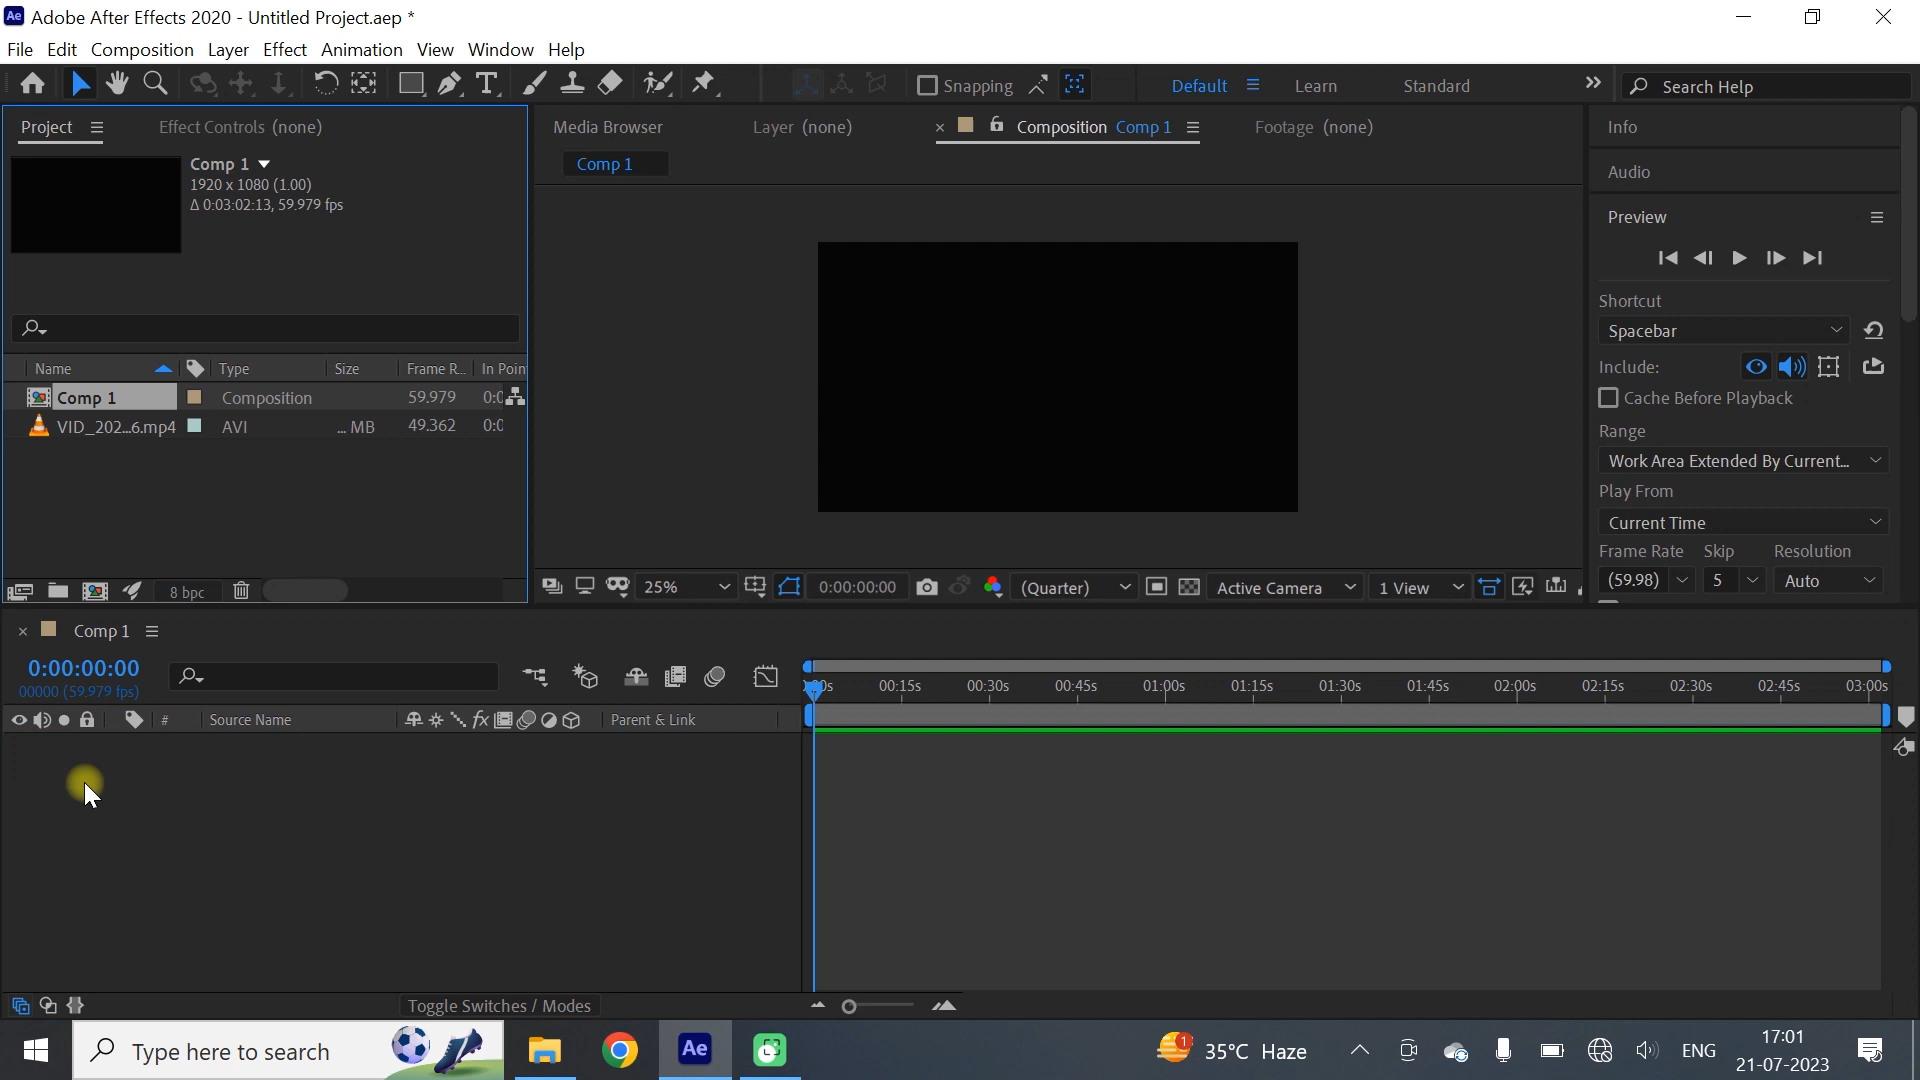 Ae Adobe After Effects 2020 - Untitled Project.aep *
File Edit Composition Layer Effect Animation View Window Help
T Snapping Default Learn Standard Search Help
Project Effect Controls (none) Media Browser Layer (none) Composition Comp 1 Footage (none) Info
Comp 1
1920 x 1080 (1.00)
Δ 0:03:02:13, 59.979 fps
Comp 1
Audio
Preview
Shortcut
Spacebar
Include:
Cache Before Playback
Range
Work Area Extended By Current...
Play From
Current Time
Frame Rate Skip Resolution
(59.98) 5 Auto
Name Type Size Frame R... In Poin
Comp 1 Composition 59.979 0:0
VID_202...6.mp4 AVI ... MB 49.362 0:0
8 bpc
25% 0:00:00:00 (Quarter) Active Camera 1 View
Comp 1
0:00:00:00
00000 (59.979 fps)
00:15s 00:30s 00:45s 01:00s 01:15s 01:30s 01:45s 02:00s 02:15s 02:30s 02:45s 03:00s
# Source Name fx Parent & Link
Toggle Switches / Modes
Type here to search Ae 1 35°C Haze ENG 17:01
21-07-2023